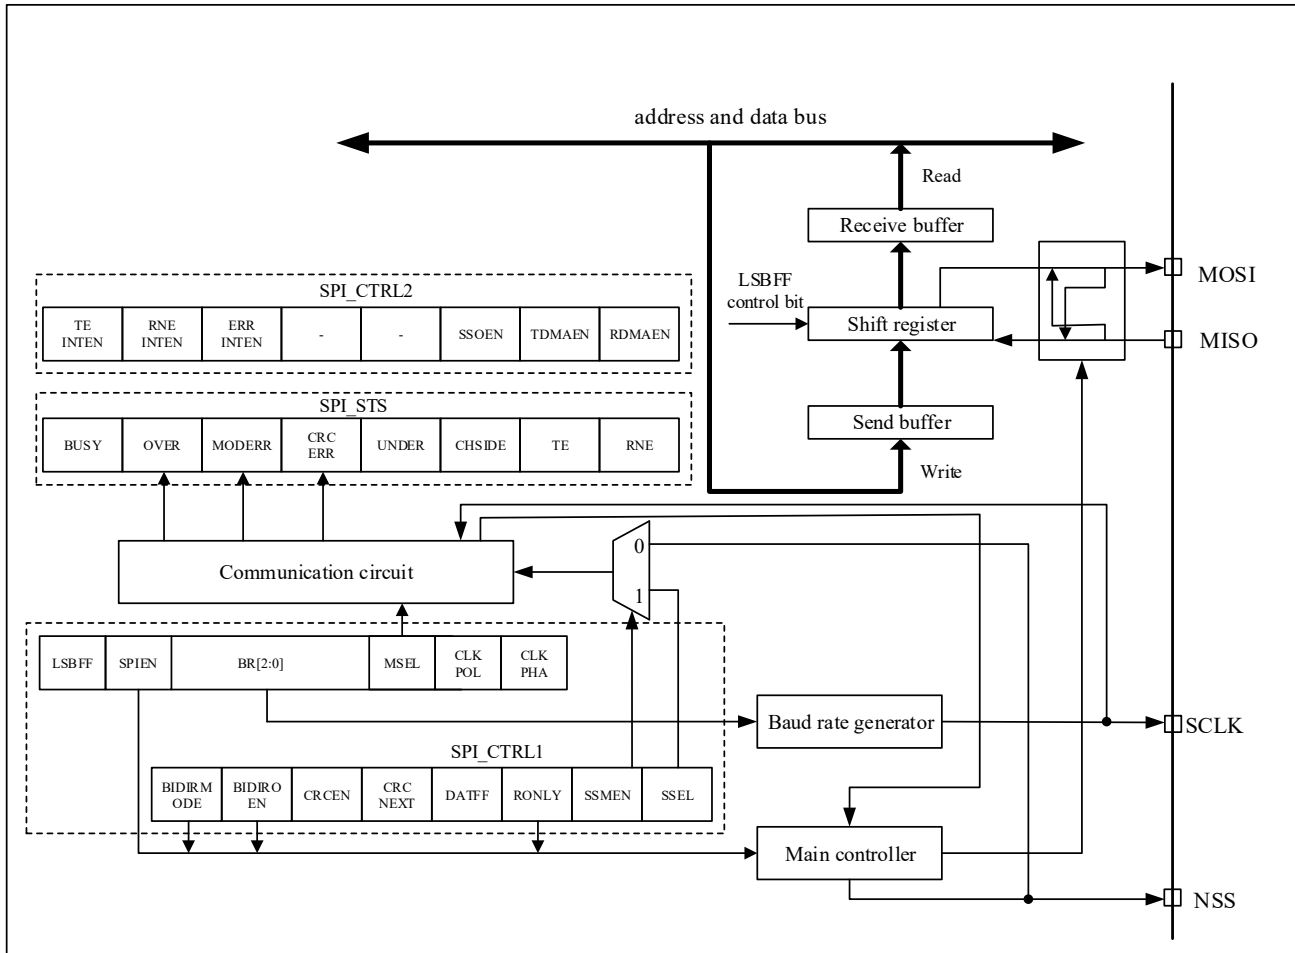 address and data bus
Read
Receive buffer
LSBFF
control bit
Shift register
MOSI
MISO
Send buffer
Write
SPI_CTRL2
TE
INTEN
RNE
INTEN
ERR
INTEN
-
-
SSOEN
TDMAEN
RDMAEN
SPI_STS
BUSY
OVER
MODERR
CRC
ERR
UNDER
CHSIDE
TE
RNE
Communication circuit
0
1
LSBFF
SPIEN
BR[2:0]
MSEL
CLK
POL
CLK
PHA
Baud rate generator
SCLK
SPI_CTRL1
BIDIRM
ODE
BIDIRO
EN
CRCEN
CRC
NEXT
DATFF
RONLY
SSMEN
SSEL
Main controller
NSS